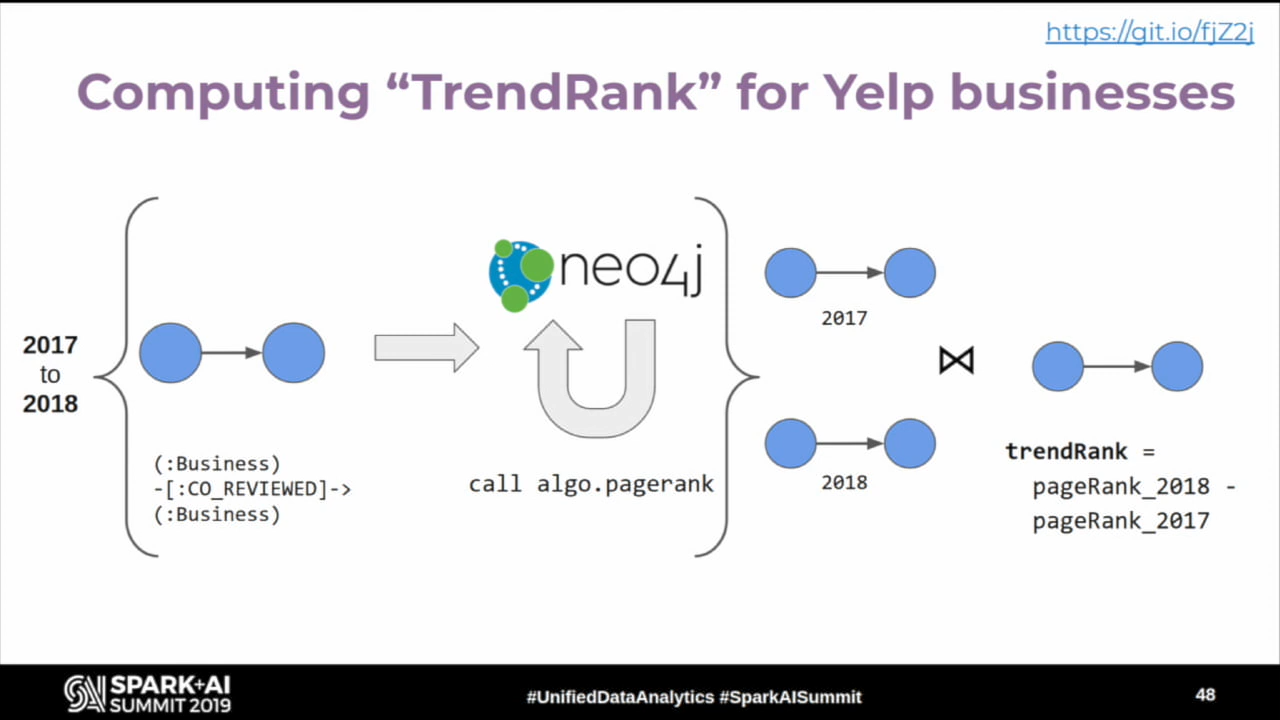 https://git.io/fjZ2j
Computing “TrendRank” for Yelp businesses
2017
to
2018
(:Business)
-[:CO_REVIEWED]->
(:Business)
neo4j
call algo.pagerank
2017
2018
⋈
trendRank =
pageRank_2018 -
pageRank_2017
SPARK+AI
SUMMIT 2019
#UnifiedDataAnalytics #SparkAISummit
48